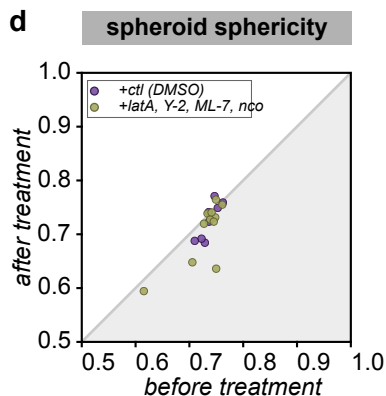 d
spheroid sphericity
+ctl (DMSO)
+latA, Y-2, ML-7, nco
after treatment
1.0
0.9
0.8
0.7
0.6
0.5
0.5 0.6 0.7 0.8 0.9 1.0
before treatment